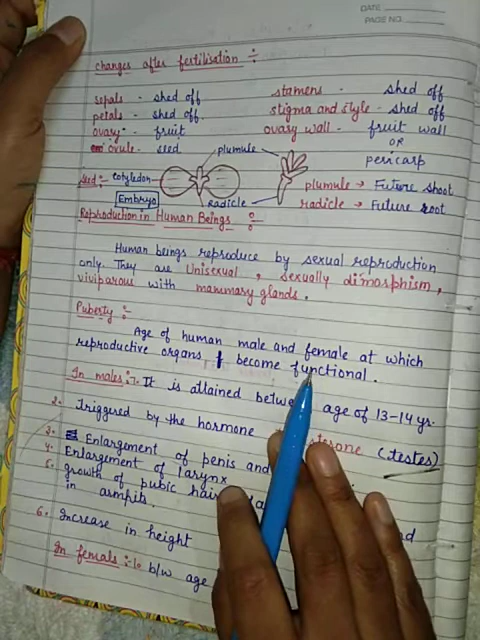 DATE
PAGE NO.
Changes after fertilisation :-
sepals - shed off
petals - shed off
ovary - fruit
ovule - seed
stamens - shed off
stigma and style - shed off
ovary wall - fruit wall
OR
pericarp
plumule
seed :- cotyledon
Embryo
radicle
plumule → Future shoot
radicle → Future root
Reproduction in Human Beings :-
Human beings reproduce by sexual reproduction
only. They are Unisexual, sexually dimorphism,
viviparous with mammary glands.
Puberty :-
Age of human male and female at which
reproductive organs become functional.
In males :- It is attained betwe age of 13-14 yr.
2. Triggered by the hormone sterone (testes)
3. Enlargement of penis and
4. Enlargement of larynx
5. growth of pubic hair
in armpits.
6. Increase in height
In females :- 1. b/w age